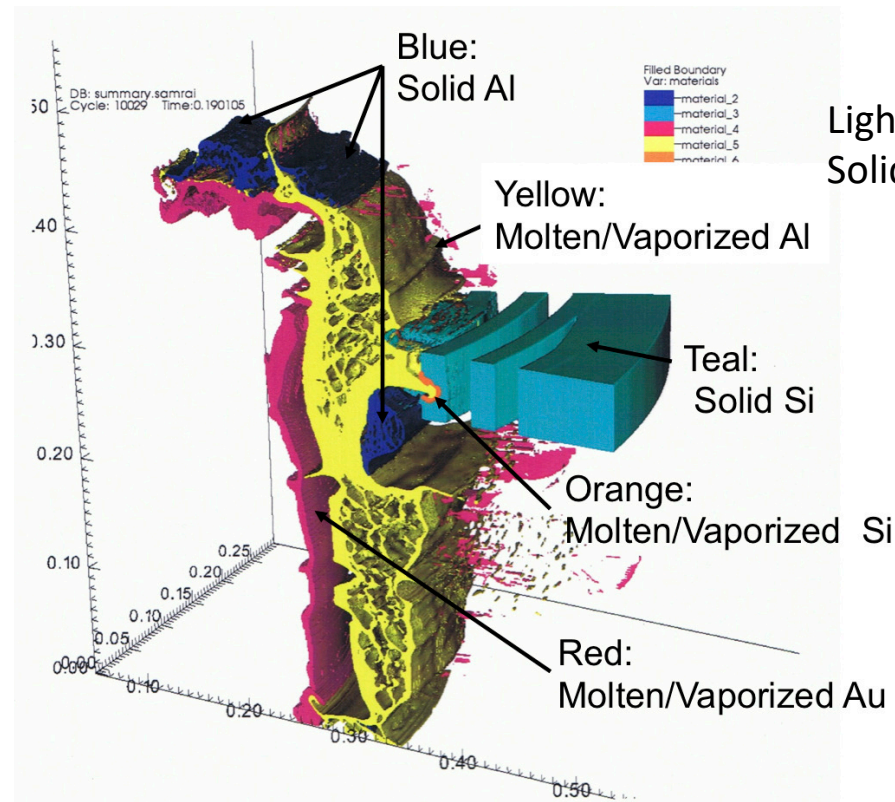 Blue:
Solid Al
DB: summary.samrai
Cycle: 10029 Time:0.190105
Filled Boundary
Var: materials
material_2
material_3
material_4
material_5
material_6
Yellow:
Molten/Vaporized Al
Teal:
Solid Si
Orange:
Molten/Vaporized Si
Red:
Molten/Vaporized Au
.40
0.20
0.10
0.25
0.20
0.15
0.10
0.05
0.00
0.10
0.20
0.30
0.40
0.50